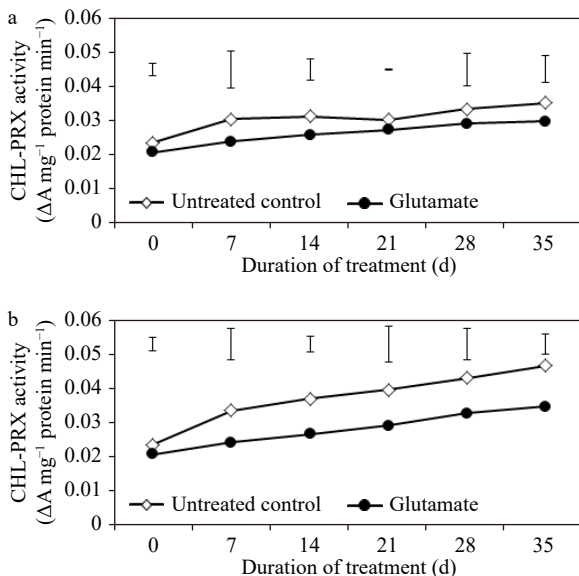 a
0.06
0.05
0.04
0.03
0.02
0.01
0
CHL-PRX activity
(ΔA mg⁻¹ protein min⁻¹)
Untreated control Glutamate
0 7 14 21 28 35
Duration of treatment (d)
b
0.06
0.05
0.04
0.03
0.02
0.01
0
CHL-PRX activity
(ΔA mg⁻¹ protein min⁻¹)
Untreated control Glutamate
0 7 14 21 28 35
Duration of treatment (d)